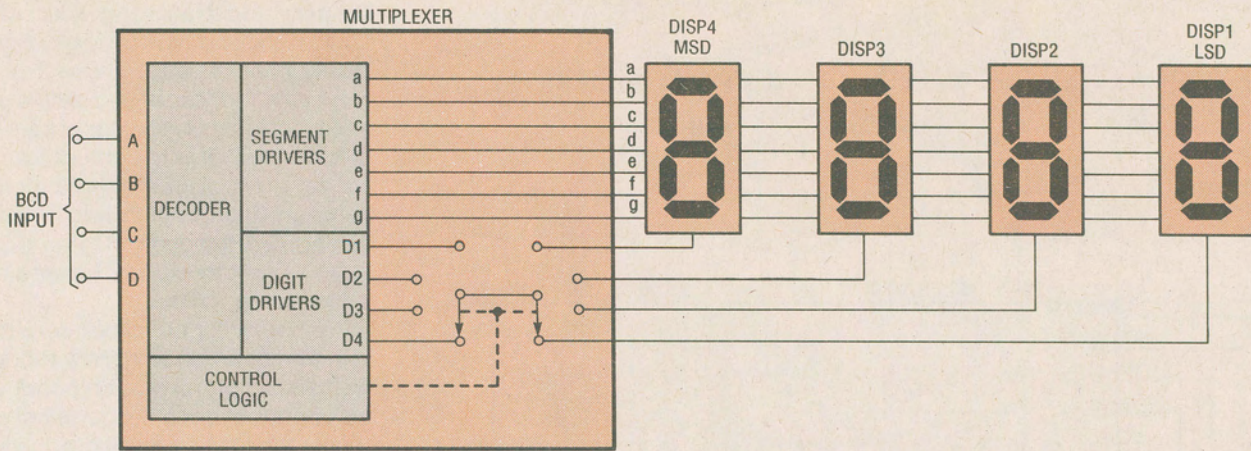 MULTIPLEXER
DISP4
MSD
DISP3
DISP2
DISP1
LSD
BCD
INPUT
A
B
C
D
DECODER
SEGMENT
DRIVERS
a
b
c
d
e
f
g
DIGIT
DRIVERS
D1
D2
D3
D4
CONTROL
LOGIC
a
b
c
d
e
f
g